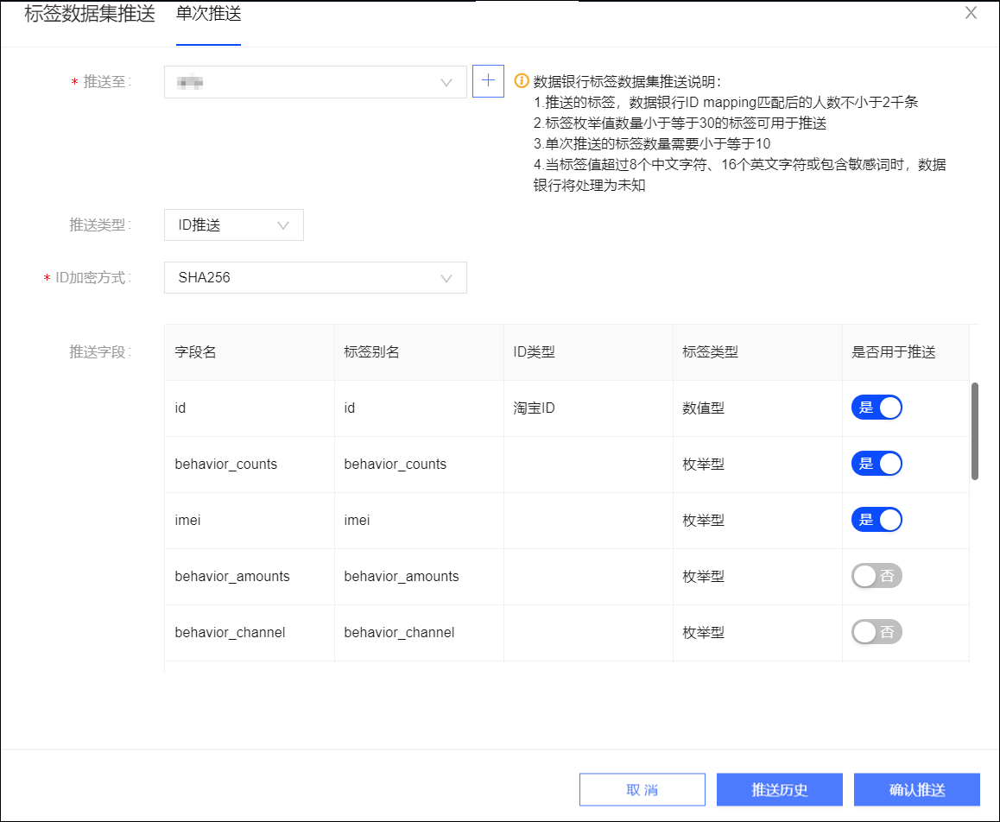 标签数据集推送 单次推送
* 推送至:
数据银行标签数据集推送说明：
1.推送的标签，数据银行ID mapping匹配后的人数不小于2千条
2.标签枚举值数量小于等于30的标签可用于推送
3.单次推送的标签数量需要小于等于10
4.当标签值超过8个中文字符、16个英文字符或包含敏感词时，数据
银行将处理为未知
推送类型: ID推送
* ID加密方式: SHA256
推送字段: 字段名 标签别名 ID类型 标签类型 是否用于推送
id id 淘宝ID 数值型 是
behavior_counts behavior_counts 枚举型 是
imei imei 枚举型 是
behavior_amounts behavior_amounts 枚举型 否
behavior_channel behavior_channel 枚举型 否
取 消 推送历史 确认推送